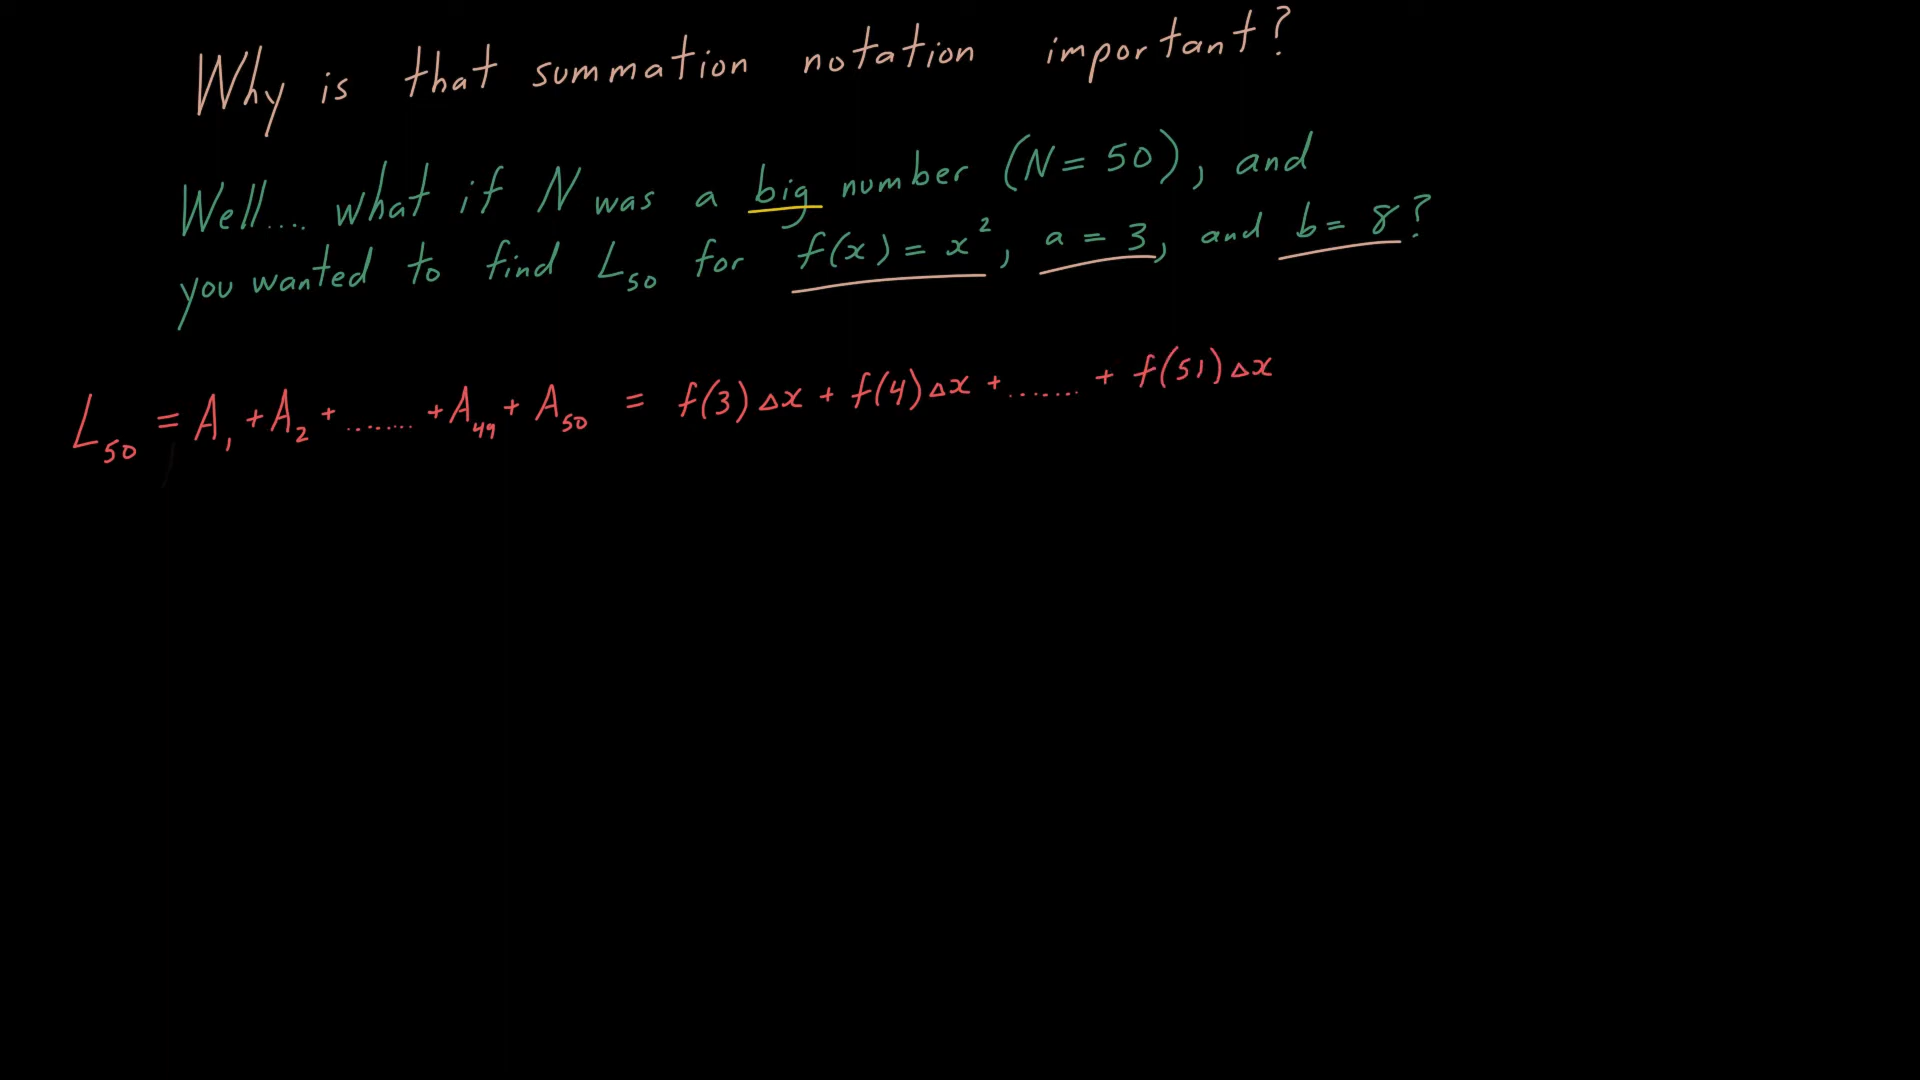 Why is that summation notation important?
Well.... what if N was a big number (N = 50), and
you wanted to find L₅₀ for f(x) = x², a = 3, and b = 8?
L₅₀ = A₁ + A₂ + ........ + A₄₉ + A₅₀ = f(3)Δx + f(4)Δx + ....... + f(51)Δx